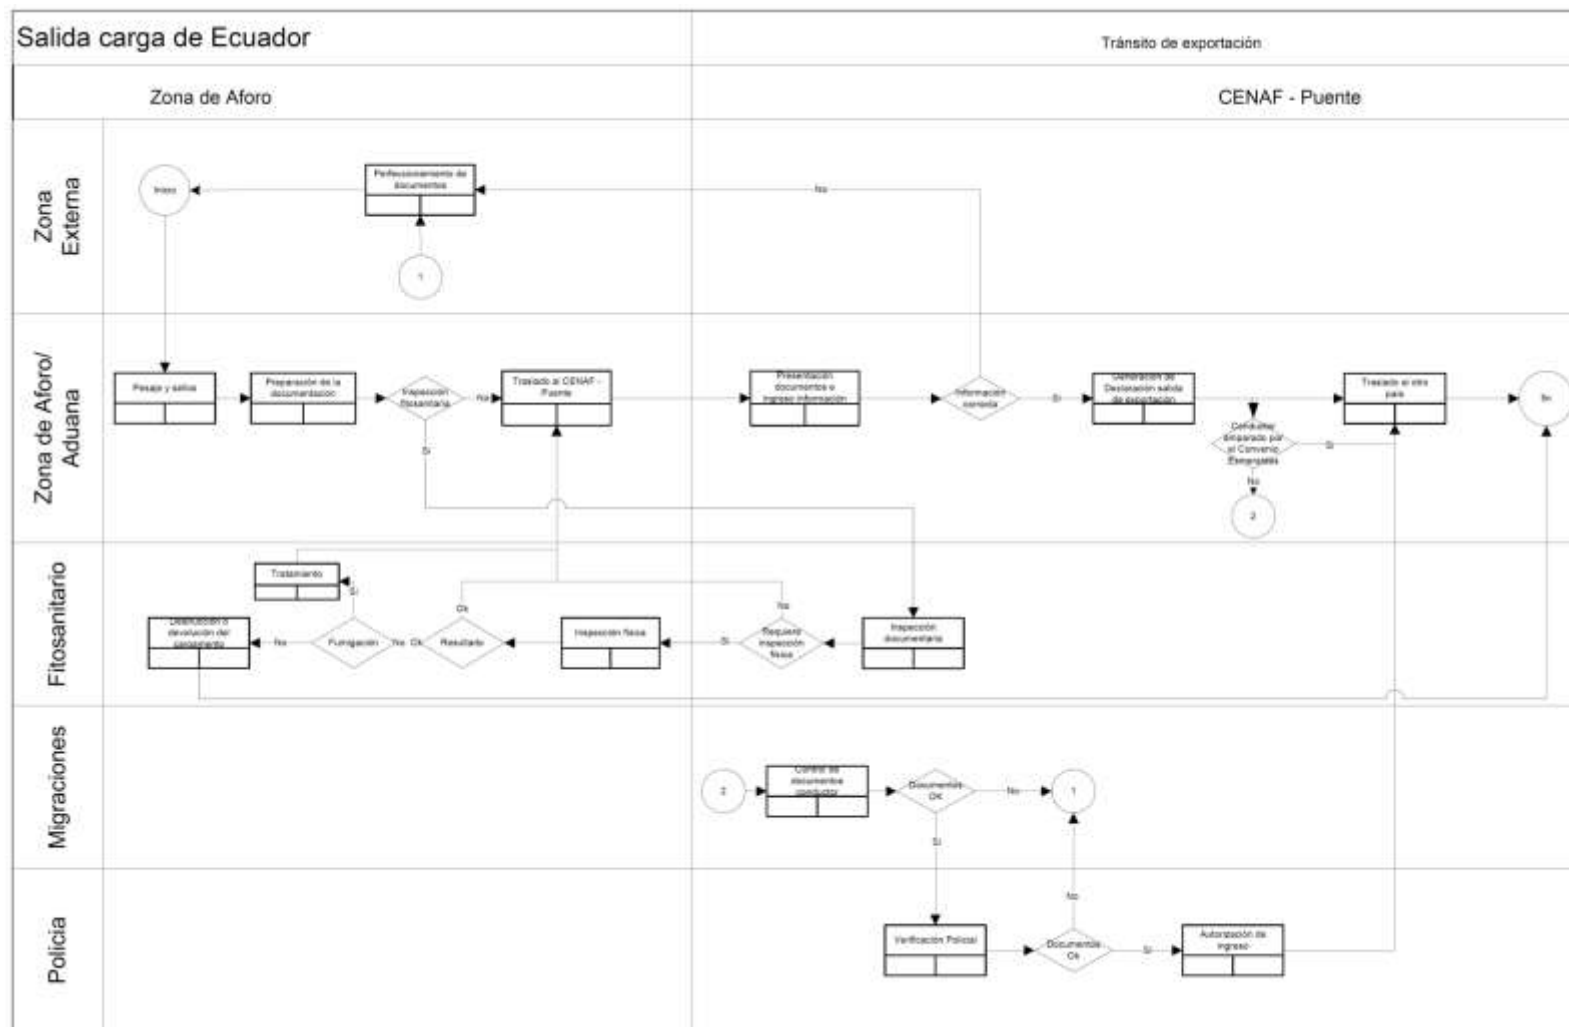 Salida carga de Ecuador
Tránsito de exportación
Zona de Aforo
CENAF - Puente
Zona
Externa
Inicio
Perfeccionamiento de
documentos
No
1
Zona de Aforo/
Aduana
Pesaje y sellos
Preparación de la
documentación
Inspección
fitosanitaria
No
Si
Traslado al CENAF -
Puente
Presentación
documentos e
ingreso información
Información
correcta
Si
Generación de
Declaración salida
de exportación
Conductor
amparado por
el Convenio
No
2
Si
Traslado al otro
país
Fitosanitario
Tratamiento
Si
Destrucción o
devolución del
No
Fumigación
No Ok
Ok
Resultado
Inspección física
Si
No
Requiere
inspección
física
Inspección
documentaria
Migraciones
2
Control de
documentos
conductor
Documentos
OK
No
1
Si
Policia
Verificación Policial
Documentos
Ok
No
Si
Autorización de
ingreso